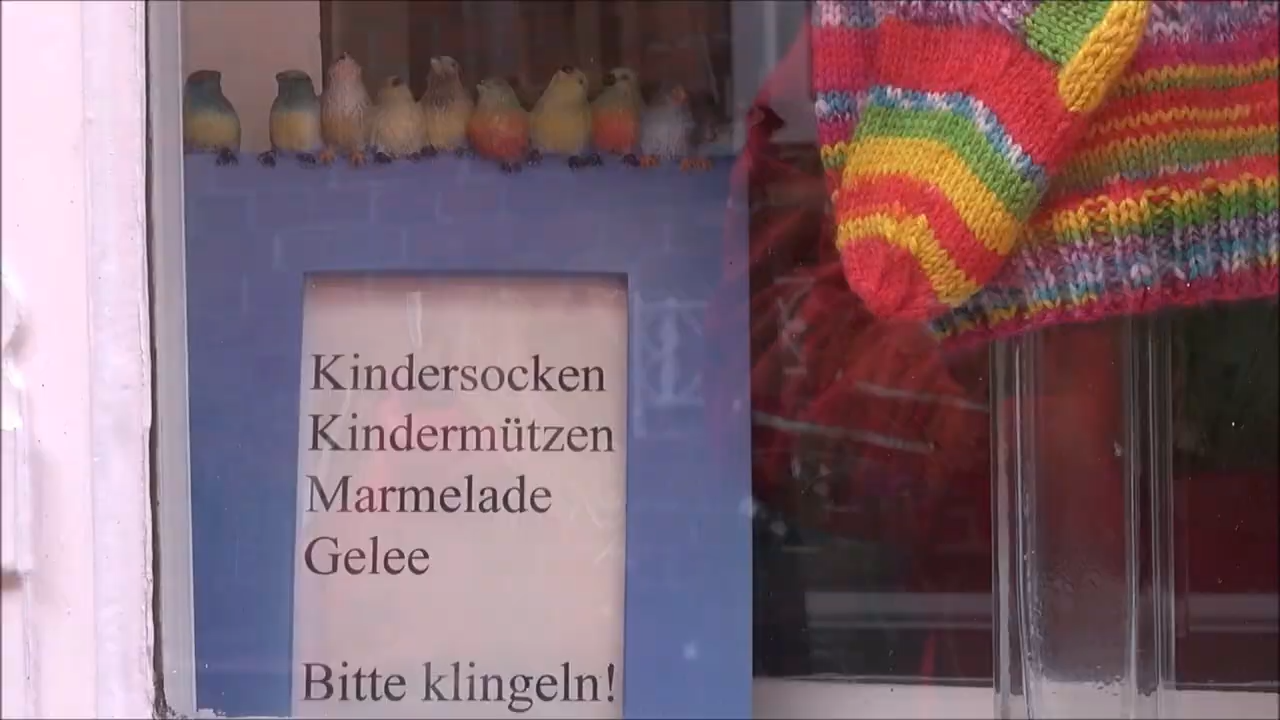 Kindersocken
Kindermützen
Marmelade
Gelee
Bitte klingeln!